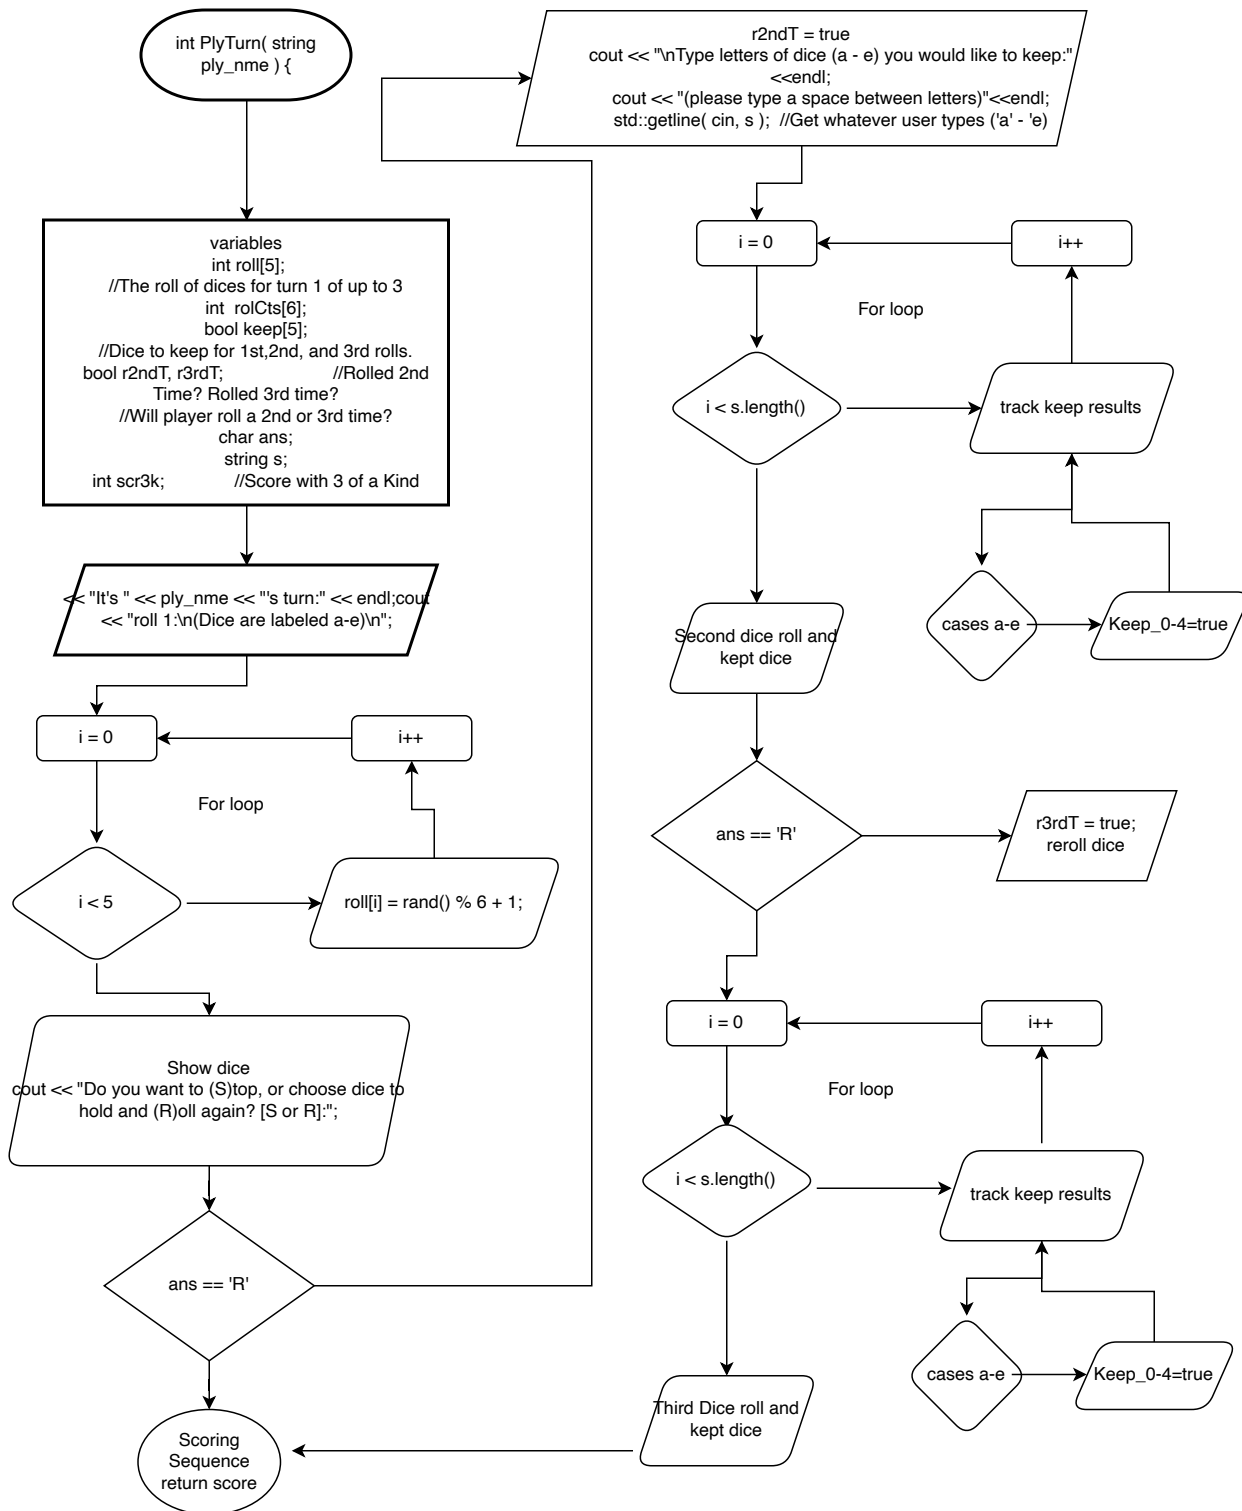 int PlyTurn( string
ply_nme ) {
variables
int roll[5];
//The roll of dices for turn 1 of up to 3
int  rolCts[6];
bool keep[5];
//Dice to keep for 1st,2nd, and 3rd rolls.
bool r2ndT, r3rdT;                    //Rolled 2nd
Time? Rolled 3rd time?
//Will player roll a 2nd or 3rd time?
char ans;
string s;
int scr3k;             //Score with 3 of a Kind
<< "It's " << ply_nme << "'s turn:" << endl;cout
<< "roll 1:\n(Dice are labeled a-e)\n";
i = 0
i++
For loop
i < 5
roll[i] = rand() % 6 + 1;
Show dice
cout << "Do you want to (S)top, or choose dice to
hold and (R)oll again? [S or R]:";
ans == 'R'
Scoring
Sequence
return score
r2ndT = true
cout << "\nType letters of dice (a - e) you would like to keep:"
<<endl;
cout << "(please type a space between letters)"<<endl;
std::getline( cin, s );  //Get whatever user types ('a' - 'e)
i = 0
i++
For loop
i < s.length()
track keep results
cases a-e
Keep_0-4=true
Second dice roll and
kept dice
ans == 'R'
r3rdT = true;
reroll dice
i = 0
i++
For loop
i < s.length()
track keep results
cases a-e
Keep_0-4=true
Third Dice roll and
kept dice